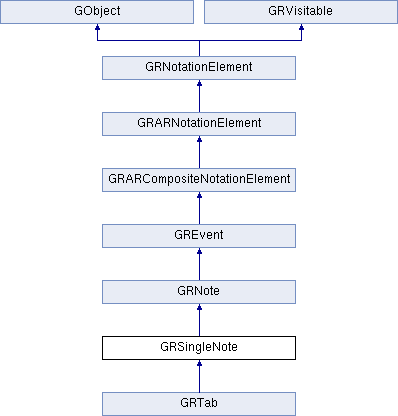 GObject
GRVisitable
GRNotationElement
GRARNotationElement
GRARCompositeNotationElement
GREvent
GRNote
GRSingleNote
GRTab